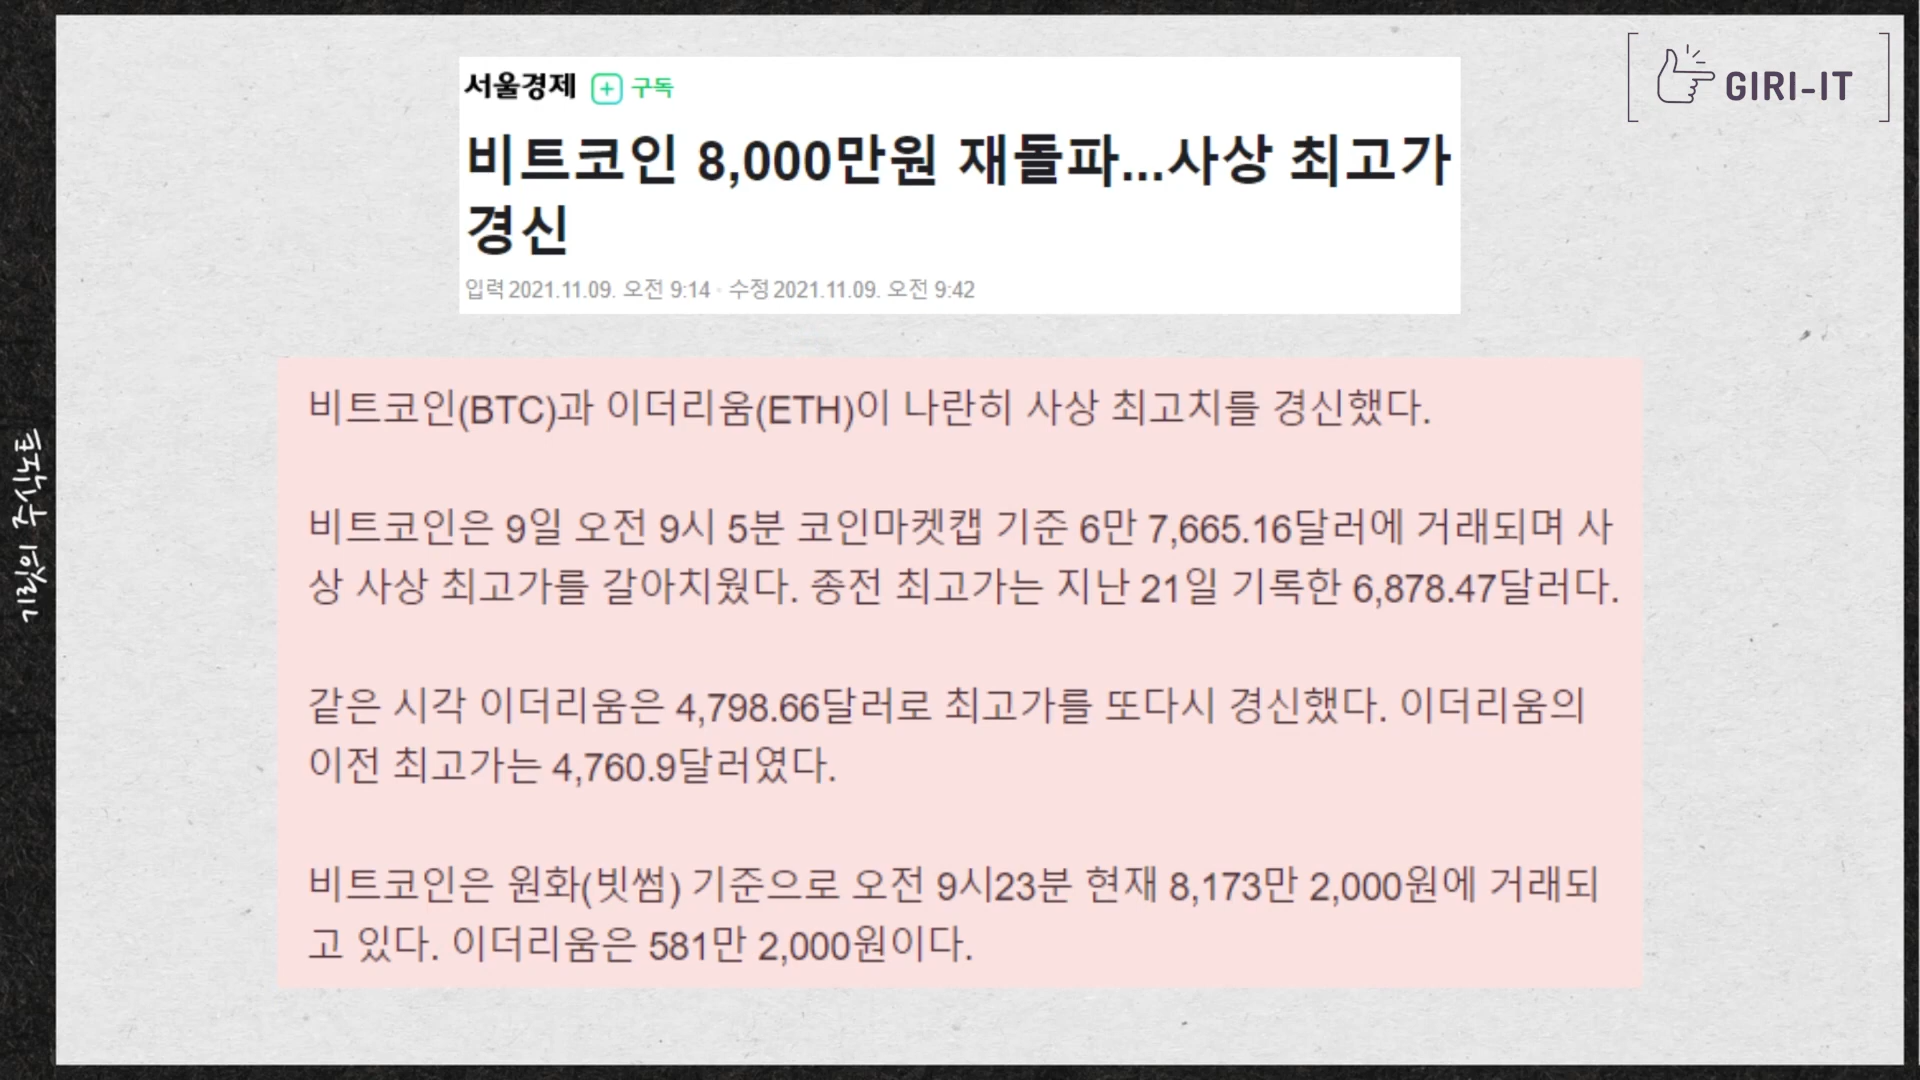 서울경제 + 구독
GIRI-IT
비트코인 8,000만원 재돌파...사상 최고가
경신
입력 2021.11.09. 오전 9:14 · 수정 2021.11.09. 오전 9:42
비트코인(BTC)과 이더리움(ETH)이 나란히 사상 최고치를 경신했다.
비트코인은 9일 오전 9시 5분 코인마켓캡 기준 6만 7,665.16달러에 거래되며 사
상 사상 최고가를 갈아치웠다. 종전 최고가는 지난 21일 기록한 6,878.47달러다.
같은 시각 이더리움은 4,798.66달러로 최고가를 또다시 경신했다. 이더리움의
이전 최고가는 4,760.9달러였다.
비트코인은 원화(빗썸) 기준으로 오전 9시23분 현재 8,173만 2,000원에 거래되
고 있다. 이더리움은 581만 2,000원이다.
기릿의 주식노트